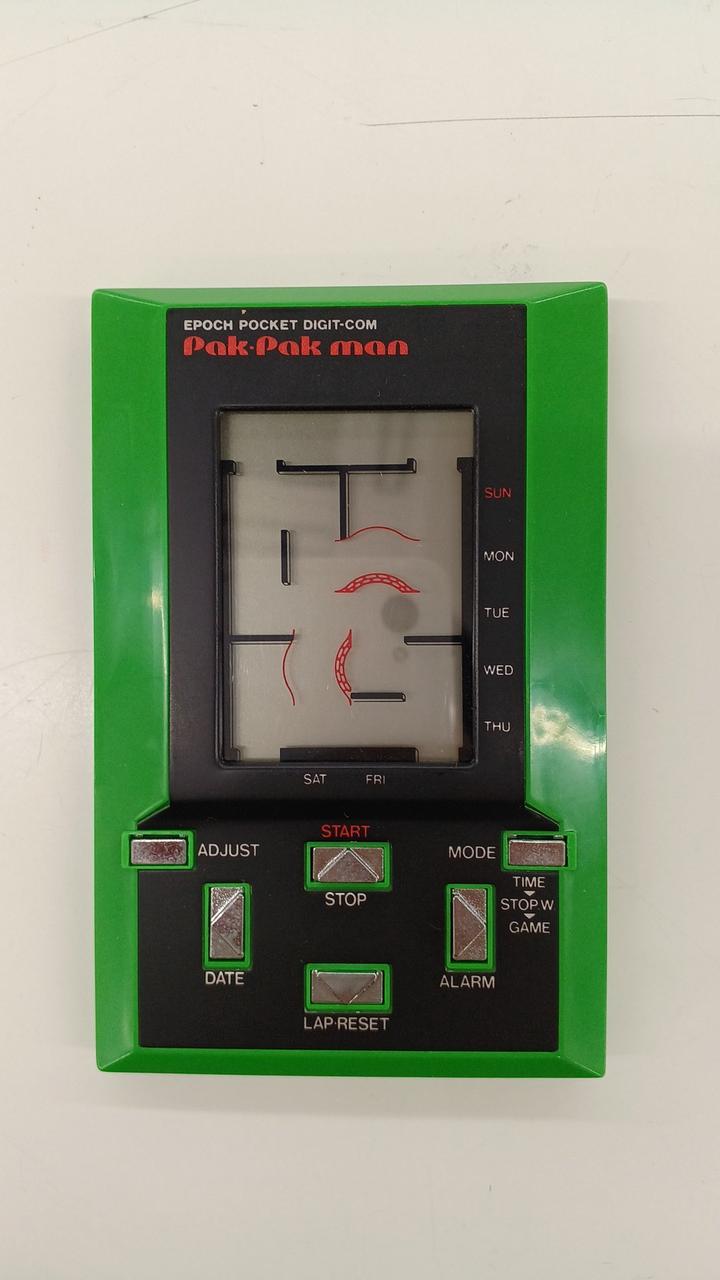 EPOCH POCKET DIGIT-COM
Pak·Pak man
SUN
MON
TUE
WED
THU
SAT FRI
START
ADJUST
MODE
STOP
TIME
STOP.W.
GAME
DATE
ALARM
LAP·RESET